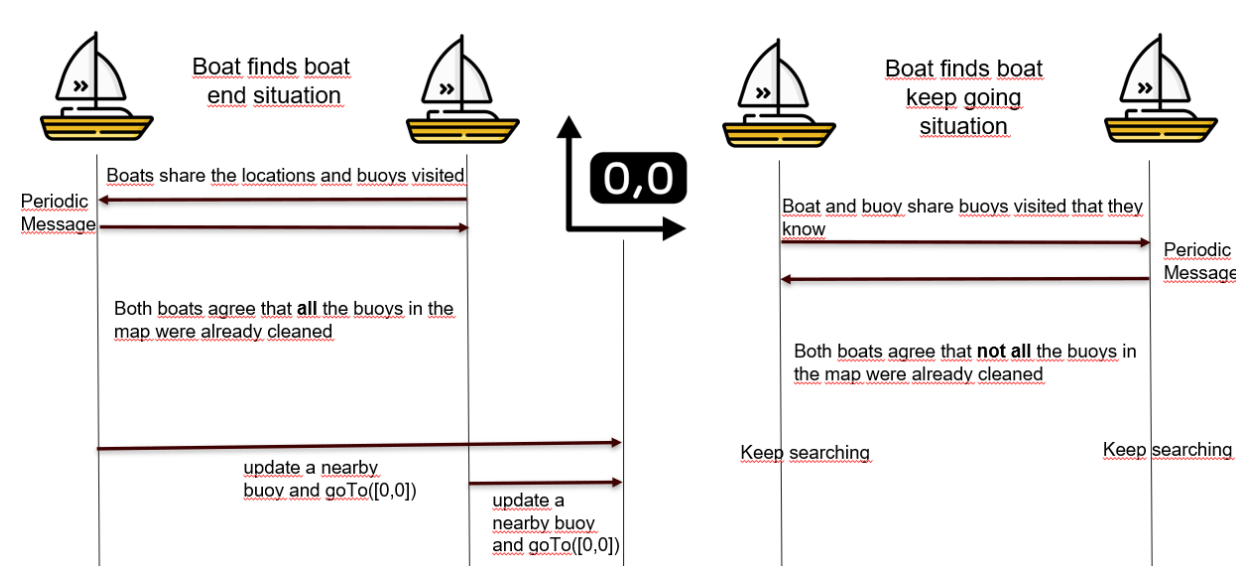 Boat finds boat
end situation
Boats share the locations and buoys visited
Periodic
Message
Both boats agree that all the buoys in the
map were already cleaned
update a nearby
buoy and goTo([0,0])
update a
nearby buoy
and goTo([0,0])
0,0
Boat finds boat
keep going
situation
Boat and buoy share buoys visited that they
know
Periodic
Message
Both boats agree that not all the buoys in
the map were already cleaned
Keep searching
Keep searching